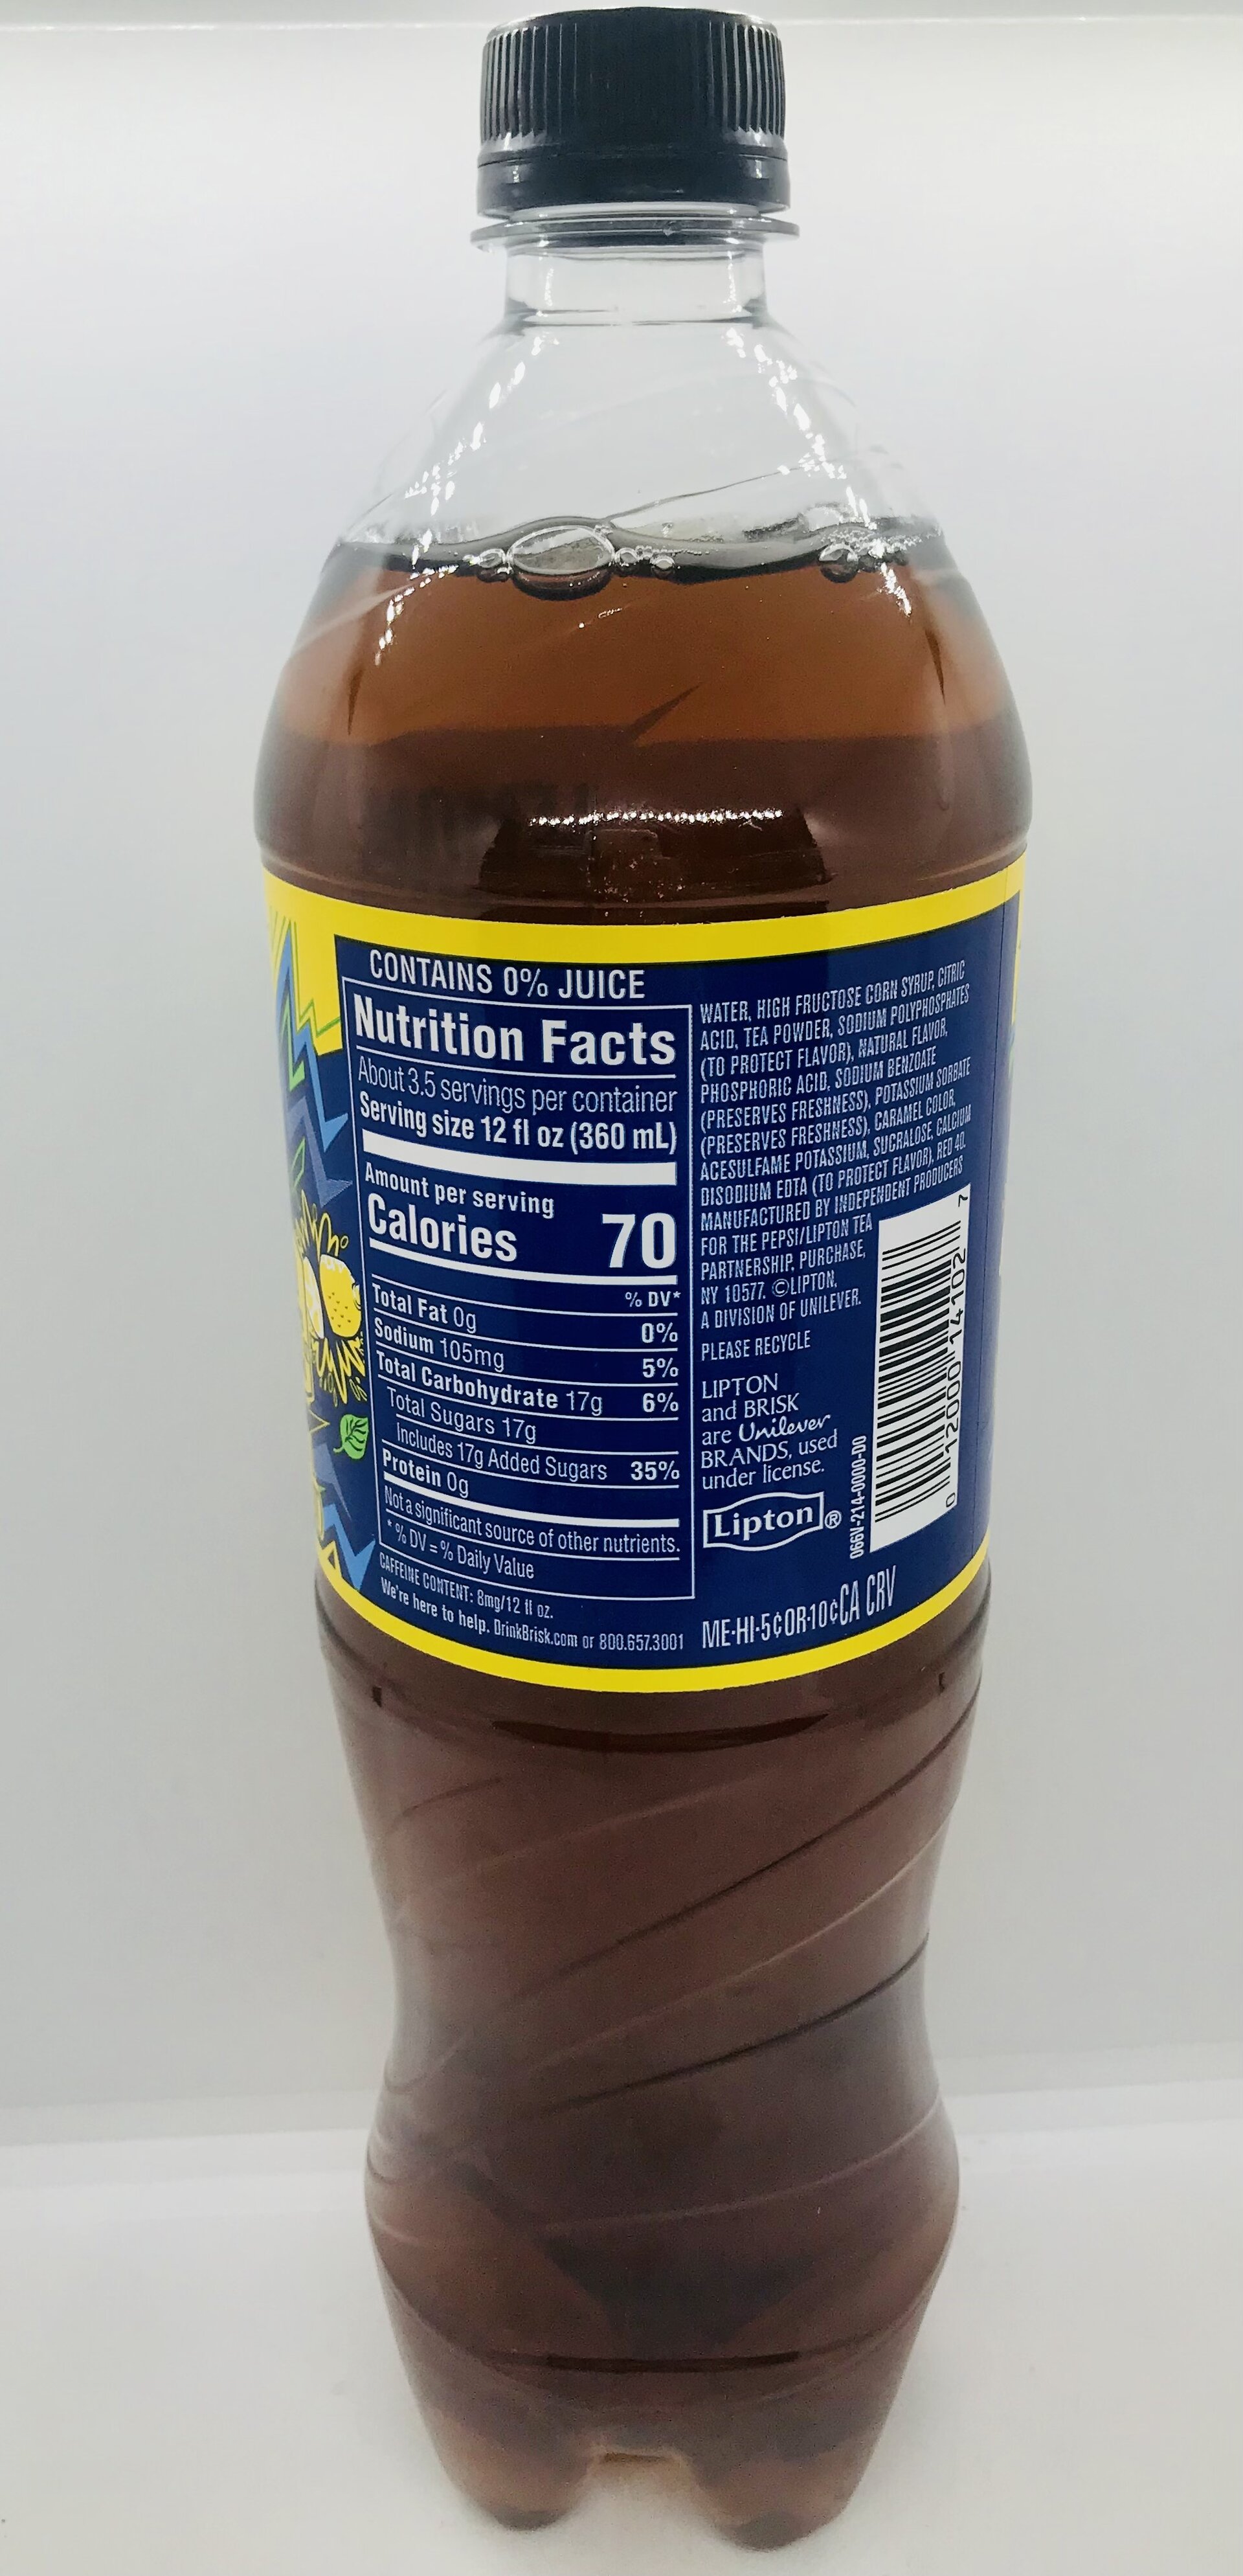 CONTAINS 0% JUICE
Nutrition Facts
About 3.5 servings per container
Serving size 12 fl oz (360 mL)
Amount per serving
Calories 70
% DV*
Total Fat 0g 0%
Sodium 105mg 5%
Total Carbohydrate 17g 6%
Total Sugars 17g
Includes 17g Added Sugars 35%
Protein 0g
Not a significant source of other nutrients.
* % DV = % Daily Value
CAFFEINE CONTENT: 8mg/12 fl oz.
We're here to help. DrinkBrisk.com or 800.657.3001
WATER, HIGH FRUCTOSE CORN SYRUP, CITRIC
ACID, TEA POWDER, SODIUM POLYPHOSPHATES
(TO PROTECT FLAVOR), NATURAL FLAVOR,
PHOSPHORIC ACID, SODIUM BENZOATE
(PRESERVES FRESHNESS), POTASSIUM SORBATE
(PRESERVES FRESHNESS), CARAMEL COLOR,
ACESULFAME POTASSIUM, SUCRALOSE, CALCIUM
DISODIUM EDTA (TO PROTECT FLAVOR), RED 40.
MANUFACTURED BY INDEPENDENT PRODUCERS
FOR THE PEPSI/LIPTON TEA
PARTNERSHIP, PURCHASE,
NY 10577. ©LIPTON,
A DIVISION OF UNILEVER.
PLEASE RECYCLE
LIPTON
and BRISK
are Unilever
BRANDS, used
under license.
Lipton®
066V-214-0000-D0
0 12000 14102 7
ME-HI-5¢ OR-10¢ CA CRV